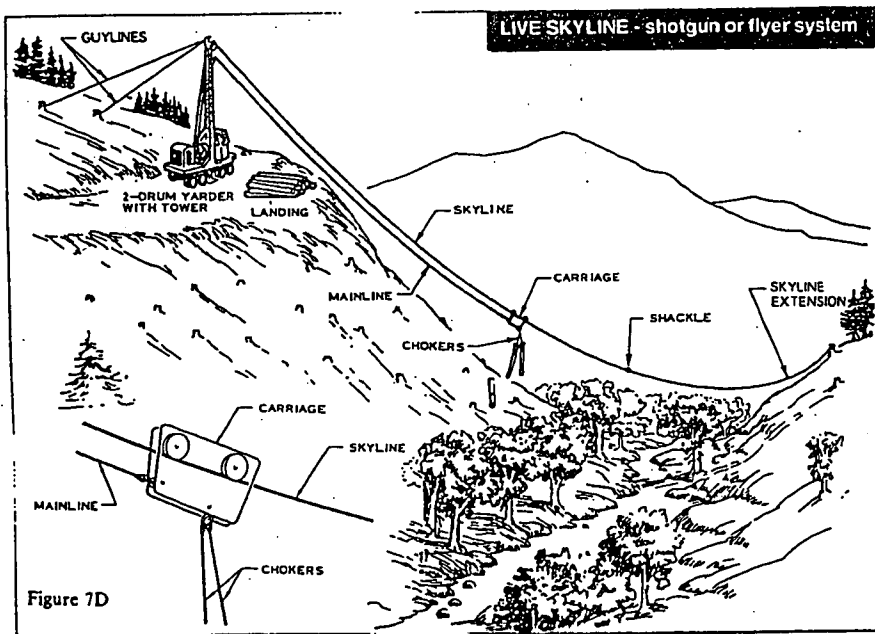 LIVE SKYLINE - shotgun or flyer system
GUYLINES
2-DRUM YARDER
WITH TOWER
LANDING
SKYLINE
MAINLINE
CARRIAGE
SKYLINE
EXTENSION
SHACKLE
CHOKERS
CARRIAGE
SKYLINE
MAINLINE
CHOKERS
Figure 7D